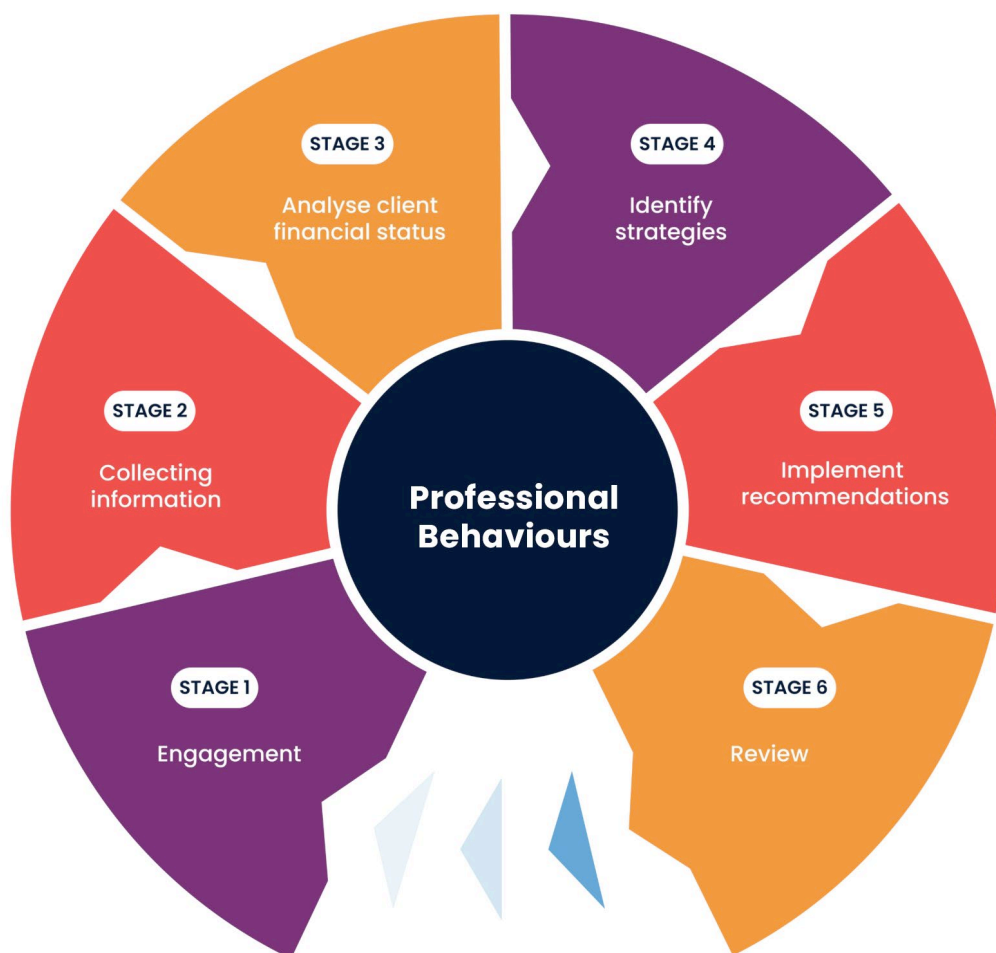 STAGE 1
Engagement
STAGE 2
Collecting
information
STAGE 3
Analyse client
financial status
STAGE 4
Identify
strategies
STAGE 5
Implement
recommendations
STAGE 6
Review
Professional
Behaviours